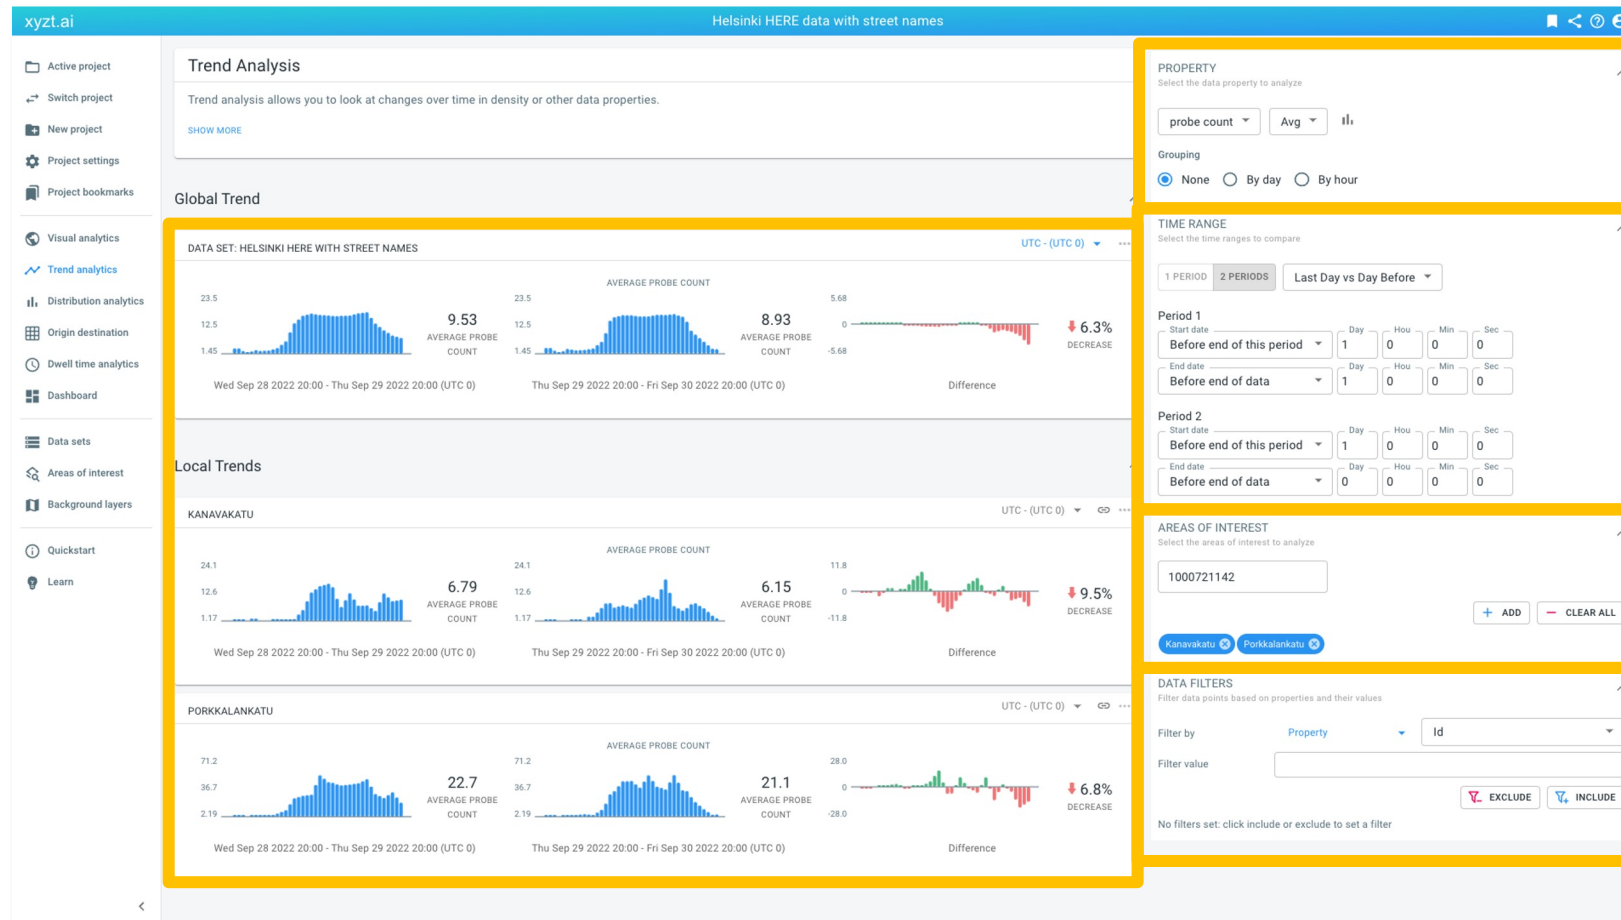 xyzt.ai
Helsinki HERE data with street names
Active project
Switch project
New project
Project settings
Project bookmarks
Visual analytics
Trend analytics
Distribution analytics
Origin destination
Dwell time analytics
Dashboard
Data sets
Areas of interest
Background layers
Quickstart
Learn
Trend Analysis
Trend analysis allows you to look at changes over time in density or other data properties.
SHOW MORE
Global Trend
DATA SET: HELSINKI HERE WITH STREET NAMES
UTC - (UTC 0)
AVERAGE PROBE COUNT
23.5
12.5
1.45
9.53
AVERAGE PROBE
COUNT
23.5
12.5
1.45
8.93
AVERAGE PROBE
COUNT
5.68
0
-5.68
6.3%
DECREASE
Wed Sep 28 2022 20:00 - Thu Sep 29 2022 20:00 (UTC 0)
Thu Sep 29 2022 20:00 - Fri Sep 30 2022 20:00 (UTC 0)
Difference
Local Trends
KANAVAKATU
UTC - (UTC 0)
AVERAGE PROBE COUNT
24.1
12.6
1.17
6.79
AVERAGE PROBE
COUNT
24.1
12.6
1.17
6.15
AVERAGE PROBE
COUNT
11.8
0
-11.8
9.5%
DECREASE
Wed Sep 28 2022 20:00 - Thu Sep 29 2022 20:00 (UTC 0)
Thu Sep 29 2022 20:00 - Fri Sep 30 2022 20:00 (UTC 0)
Difference
PORKKALANKATU
UTC - (UTC 0)
AVERAGE PROBE COUNT
71.2
36.7
2.19
22.7
AVERAGE PROBE
COUNT
71.2
36.7
2.19
21.1
AVERAGE PROBE
COUNT
28.0
0
-28.0
6.8%
DECREASE
Wed Sep 28 2022 20:00 - Thu Sep 29 2022 20:00 (UTC 0)
Thu Sep 29 2022 20:00 - Fri Sep 30 2022 20:00 (UTC 0)
Difference
PROPERTY
Select the data property to analyze
probe count
Avg
Grouping
None
By day
By hour
TIME RANGE
Select the time ranges to compare
1 PERIOD
2 PERIODS
Last Day vs Day Before
Period 1
Start date Day Hou Min Sec
Before end of this period 1 0 0 0
End date Day Hou Min Sec
Before end of data 1 0 0 0
Period 2
Start date Day Hou Min Sec
Before end of this period 1 0 0 0
End date Day Hou Min Sec
Before end of data 0 0 0 0
AREAS OF INTEREST
Select the areas of interest to analyze
1000721142
ADD
CLEAR ALL
Kanavakatu
Porkkalankatu
DATA FILTERS
Filter data points based on properties and their values
Filter by Property Id
Filter value
EXCLUDE
INCLUDE
No filters set: click include or exclude to set a filter